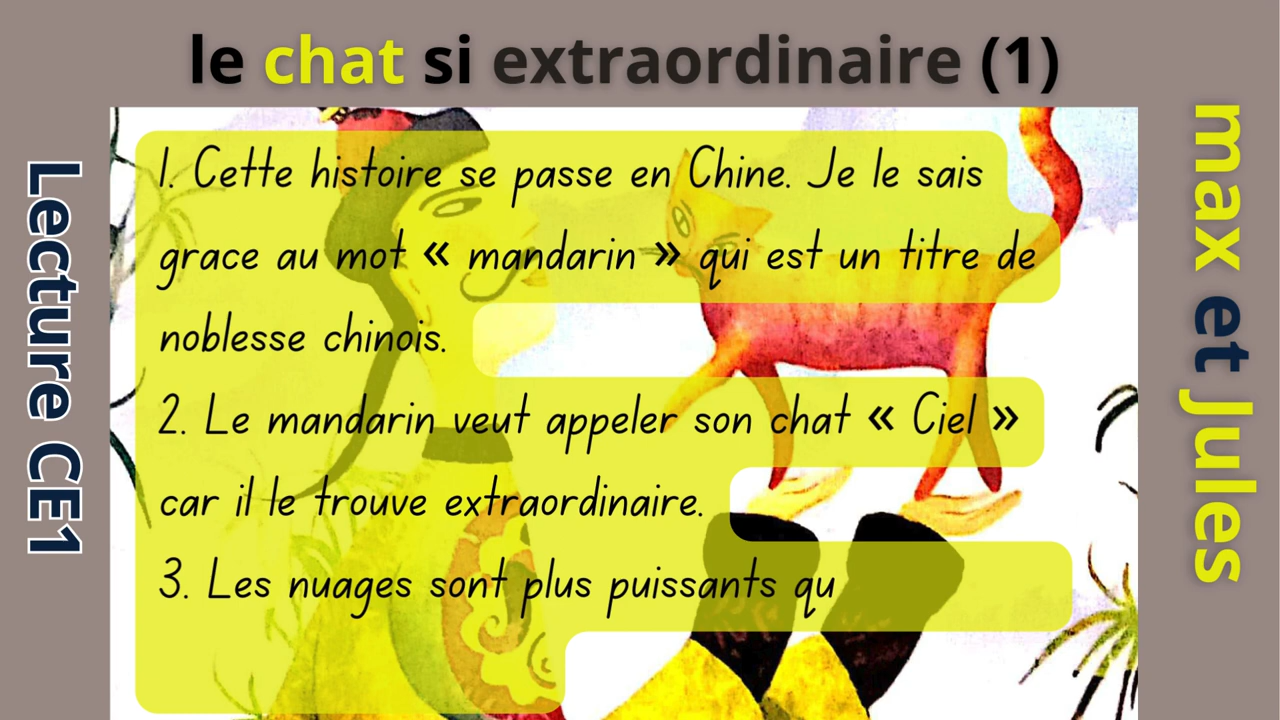 le chat si extraordinaire (1)
Lecture CE1
1. Cette histoire se passe en Chine. Je le sais
grace au mot « mandarin » qui est un titre de
noblesse chinois.
2. Le mandarin veut appeler son chat « Ciel »
car il le trouve extraordinaire.
3. Les nuages sont plus puissants qu
max et Jules